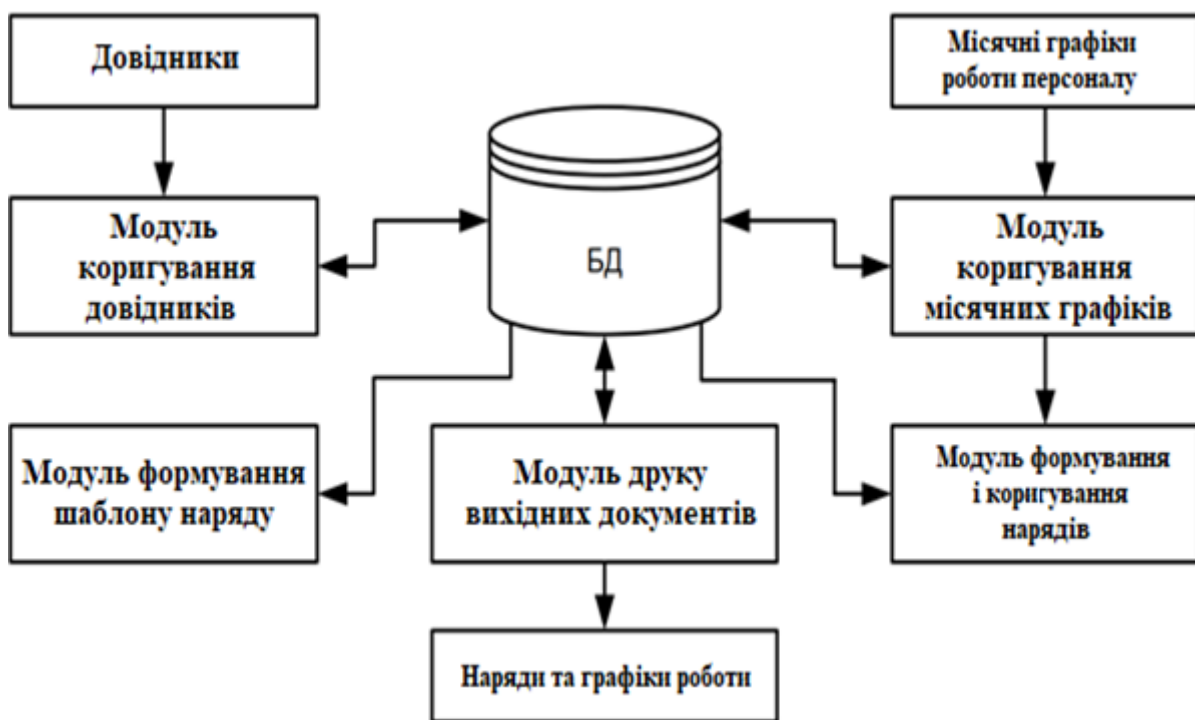 Довідники
Місячні графіки
роботи персоналу
Модуль
коригування
довідників
БД
Модуль
коригування
місячних графіків
Модуль формування
шаблону наряду
Модуль друку
вихідних документів
Модуль формування
і коригування
нарядів
Наряди та графіки роботи